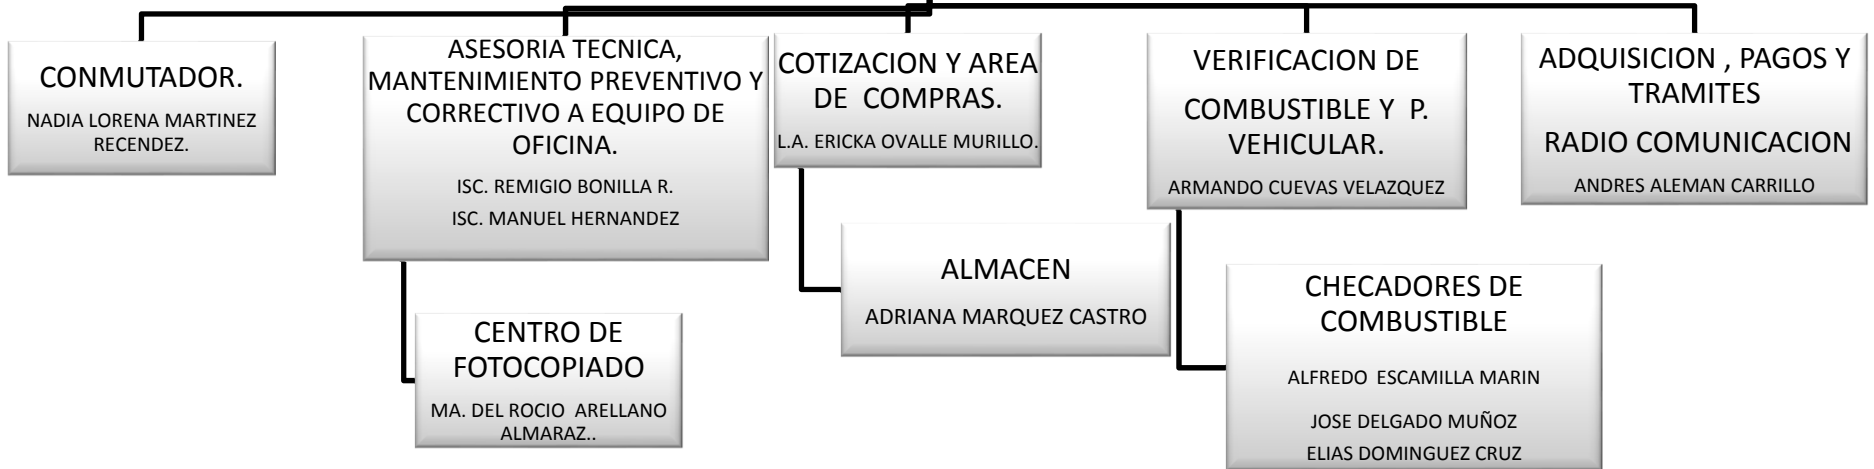 CONMUTADOR.
NADIA LORENA MARTINEZ
RECENDEZ.
ASESORIA TECNICA,
MANTENIMIENTO PREVENTIVO Y
CORRECTIVO A EQUIPO DE
OFICINA.
ISC. REMIGIO BONILLA R.
ISC. MANUEL HERNANDEZ
CENTRO DE
FOTOCOPIADO
MA. DEL ROCIO  ARELLANO
ALMARAZ..
COTIZACION Y AREA
DE  COMPRAS.
L.A. ERICKA OVALLE MURILLO.
ALMACEN
ADRIANA MARQUEZ CASTRO
VERIFICACION DE
COMBUSTIBLE Y  P.
VEHICULAR.
ARMANDO CUEVAS VELAZQUEZ
CHECADORES DE
COMBUSTIBLE
ALFREDO  ESCAMILLA MARIN
JOSE DELGADO MUÑOZ
ELIAS DOMINGUEZ CRUZ
ADQUISICION , PAGOS Y
TRAMITES
RADIO COMUNICACION
ANDRES ALEMAN CARRILLO